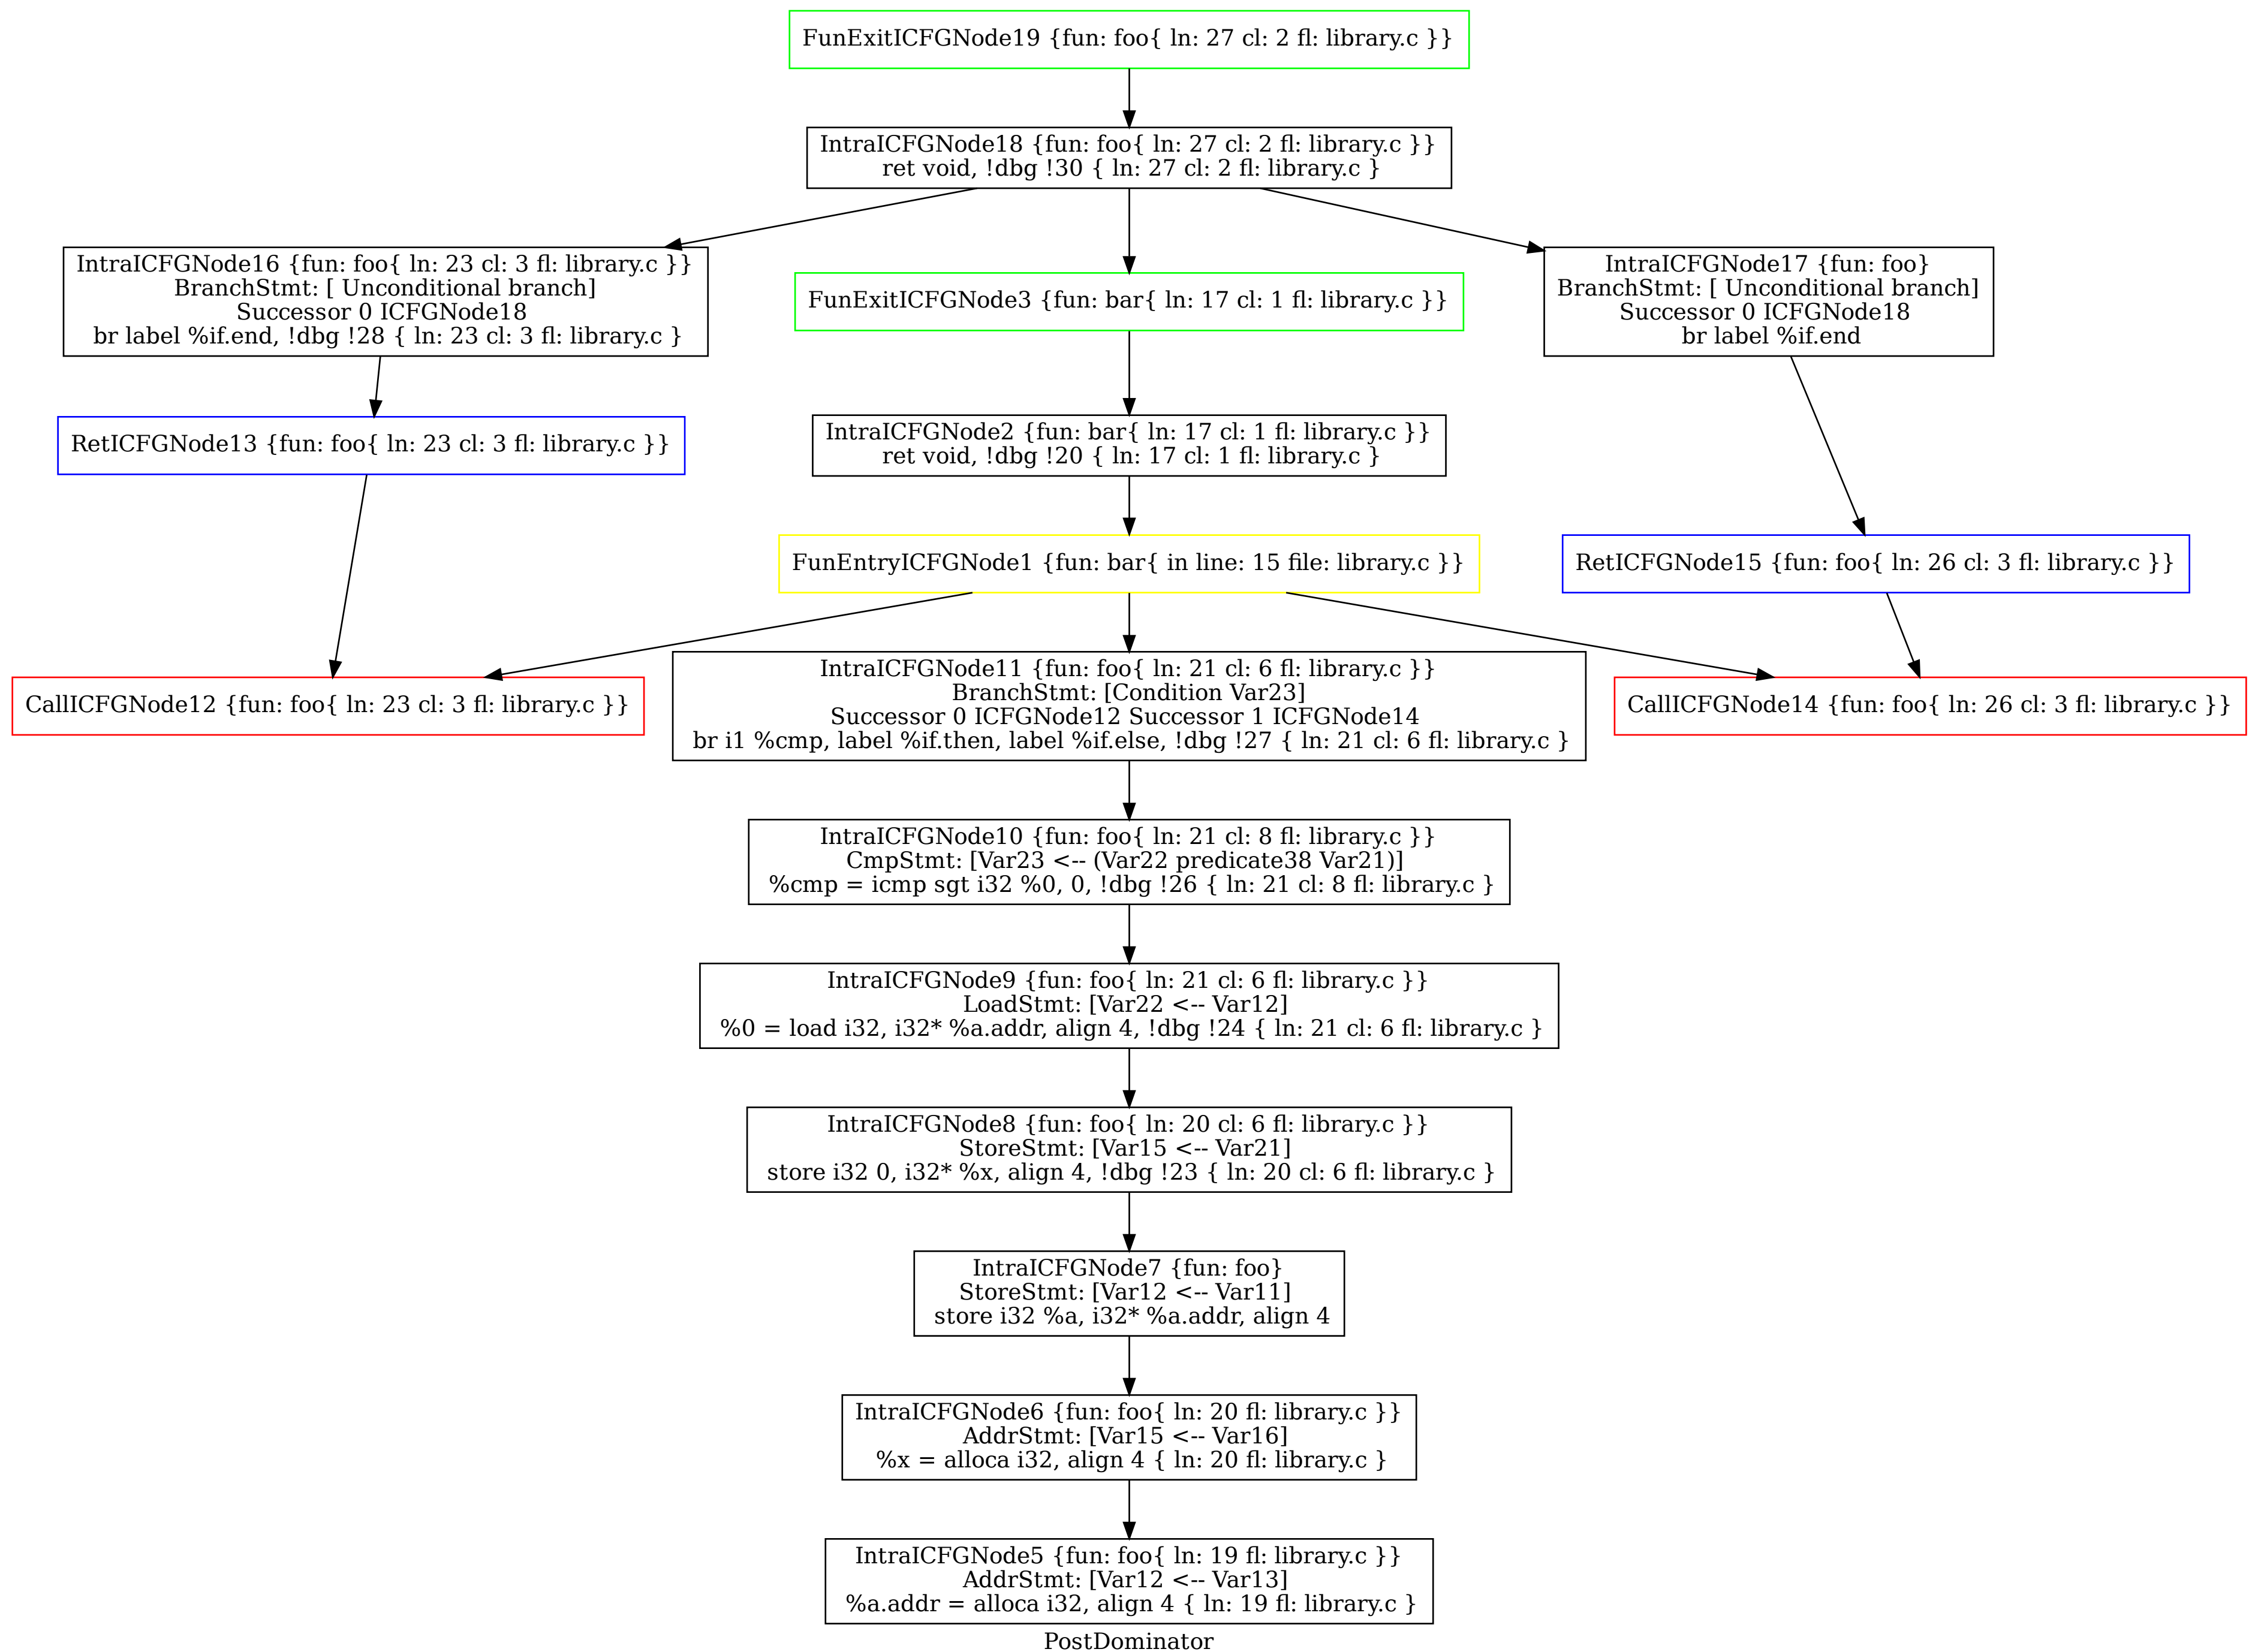 FunExitICFGNode19 {fun: foo{ ln: 27 cl: 2 fl: library.c }}
IntraICFGNode18 {fun: foo{ ln: 27 cl: 2 fl: library.c }}
ret void, !dbg !30 { ln: 27 cl: 2 fl: library.c }
IntraICFGNode16 {fun: foo{ ln: 23 cl: 3 fl: library.c }}
BranchStmt: [ Unconditional branch]
Successor 0 ICFGNode18
br label %if.end, !dbg !28 { ln: 23 cl: 3 fl: library.c }
FunExitICFGNode3 {fun: bar{ ln: 17 cl: 1 fl: library.c }}
IntraICFGNode17 {fun: foo}
BranchStmt: [ Unconditional branch]
Successor 0 ICFGNode18
br label %if.end
RetICFGNode13 {fun: foo{ ln: 23 cl: 3 fl: library.c }}
IntraICFGNode2 {fun: bar{ ln: 17 cl: 1 fl: library.c }}
ret void, !dbg !20 { ln: 17 cl: 1 fl: library.c }
FunEntryICFGNode1 {fun: bar{ in line: 15 file: library.c }}
RetICFGNode15 {fun: foo{ ln: 26 cl: 3 fl: library.c }}
CallICFGNode12 {fun: foo{ ln: 23 cl: 3 fl: library.c }}
IntraICFGNode11 {fun: foo{ ln: 21 cl: 6 fl: library.c }}
BranchStmt: [Condition Var23]
Successor 0 ICFGNode12 Successor 1 ICFGNode14
br i1 %cmp, label %if.then, label %if.else, !dbg !27 { ln: 21 cl: 6 fl: library.c }
CallICFGNode14 {fun: foo{ ln: 26 cl: 3 fl: library.c }}
IntraICFGNode10 {fun: foo{ ln: 21 cl: 8 fl: library.c }}
CmpStmt: [Var23 <-- (Var22 predicate38 Var21)]
%cmp = icmp sgt i32 %0, 0, !dbg !26 { ln: 21 cl: 8 fl: library.c }
IntraICFGNode9 {fun: foo{ ln: 21 cl: 6 fl: library.c }}
LoadStmt: [Var22 <-- Var12]
%0 = load i32, i32* %a.addr, align 4, !dbg !24 { ln: 21 cl: 6 fl: library.c }
IntraICFGNode8 {fun: foo{ ln: 20 cl: 6 fl: library.c }}
StoreStmt: [Var15 <-- Var21]
store i32 0, i32* %x, align 4, !dbg !23 { ln: 20 cl: 6 fl: library.c }
IntraICFGNode7 {fun: foo}
StoreStmt: [Var12 <-- Var11]
store i32 %a, i32* %a.addr, align 4
IntraICFGNode6 {fun: foo{ ln: 20 fl: library.c }}
AddrStmt: [Var15 <-- Var16]
%x = alloca i32, align 4 { ln: 20 fl: library.c }
IntraICFGNode5 {fun: foo{ ln: 19 fl: library.c }}
AddrStmt: [Var12 <-- Var13]
%a.addr = alloca i32, align 4 { ln: 19 fl: library.c }
PostDominator